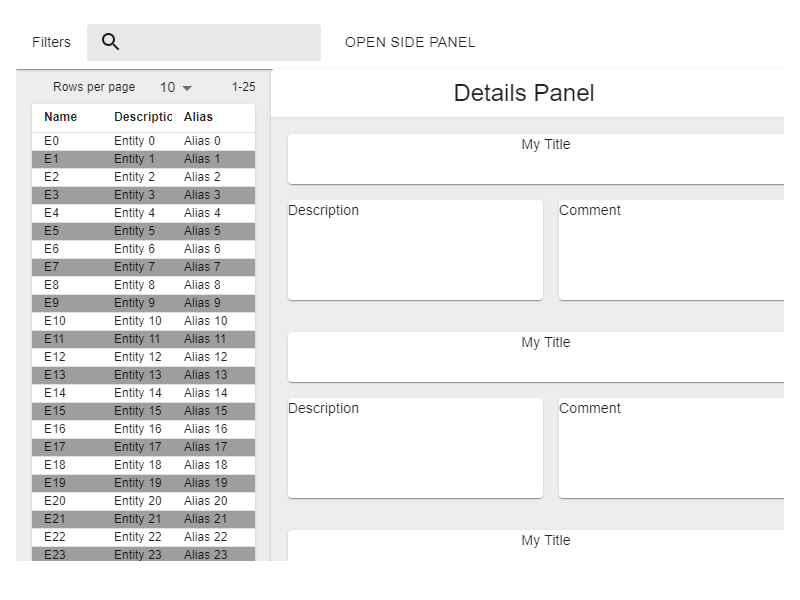 Filters
OPEN SIDE PANEL
Rows per page 10 1-25
Name Descriptic Alias
E0 Entity 0 Alias 0
E1 Entity 1 Alias 1
E2 Entity 2 Alias 2
E3 Entity 3 Alias 3
E4 Entity 4 Alias 4
E5 Entity 5 Alias 5
E6 Entity 6 Alias 6
E7 Entity 7 Alias 7
E8 Entity 8 Alias 8
E9 Entity 9 Alias 9
E10 Entity 10 Alias 10
E11 Entity 11 Alias 11
E12 Entity 12 Alias 12
E13 Entity 13 Alias 13
E14 Entity 14 Alias 14
E15 Entity 15 Alias 15
E16 Entity 16 Alias 16
E17 Entity 17 Alias 17
E18 Entity 18 Alias 18
E19 Entity 19 Alias 19
E20 Entity 20 Alias 20
E21 Entity 21 Alias 21
E22 Entity 22 Alias 22
E23 Entity 23 Alias 23
Details Panel
My Title
Description Comment
My Title
Description Comment
My Title